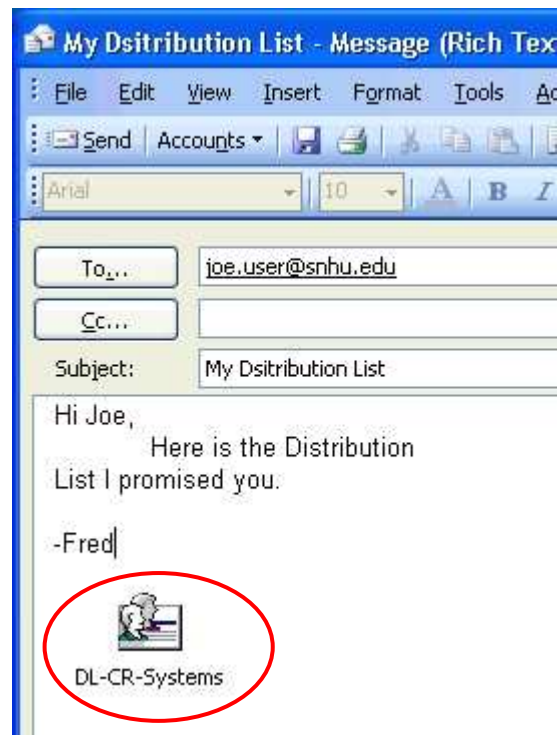 My Dsitribution List - Message (Rich Tex
File Edit View Insert Format Tools Ac
Send Accounts
Arial 10 A B I
To... joe.user@snhu.edu
Cc...
Subject: My Dsitribution List
Hi Joe,
Here is the Distribution
List I promised you.
-Fred
DL-CR-Systems